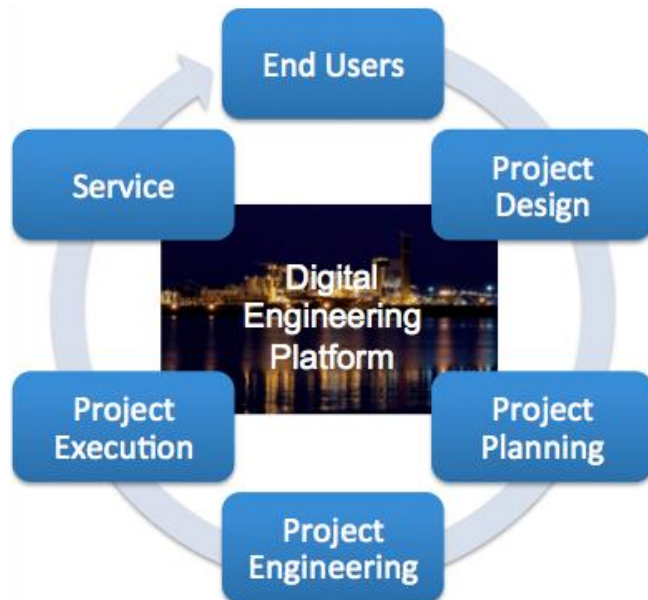 End Users
Project
Design
Project
Planning
Project
Engineering
Project
Execution
Service
Digital
Engineering
Platform